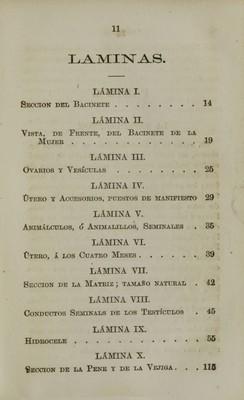 11
LAMINAS.
LÁMINA I.
SECCION DEL BACINETE . . . . . . . . 14
LÁMINA II.
VISTA, DE FRENTE, DEL BACINETE DE LA
MUJER . . . . . . . . . . . . 19
LÁMINA III.
OVARIOS Y VESÍCULAS . . . . . . . . 25
LÁMINA IV.
ÚTERO Y ACCESORIOS, PUESTOS DE MANIFIESTO 29
LÁMINA V.
ANIMÁLCULOS, Ó ANIMALILLOS, SEMINALES . 35
LÁMINA VI.
ÚTERO, Á LOS CUATRO MESES . . . . . . 39
LÁMINA VII.
SECCION DE LA MATRIZ; TAMAÑO NATURAL . 42
LÁMINA VIII.
CONDUCTOS SEMINALS DE LOS TESTÍCULOS . 45
LÁMINA IX.
HIDROCELE . . . . . . . . . . . 55
LÁMINA X.
SECCION DE LA PENE Y DE LA VEJIGA . . . 115